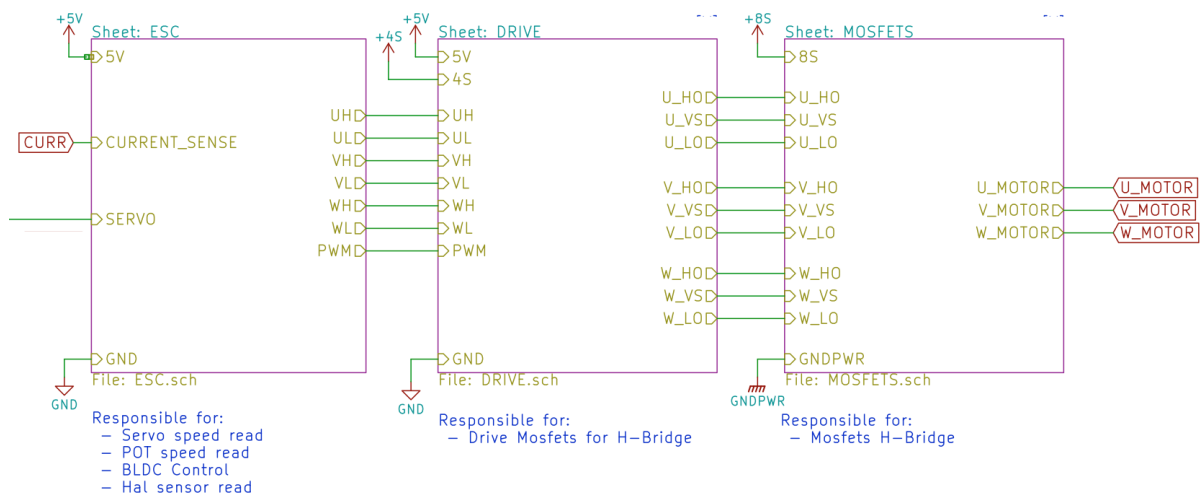 +5V
Sheet: ESC
5V
CURR
CURRENT_SENSE
SERVO
UH
UL
VH
VL
WH
WL
PWM
GND
GND
File: ESC.sch
Responsible for:
– Servo speed read
– POT speed read
– BLDC Control
– Hal sensor read
+5V
+4S
Sheet: DRIVE
5V
4S
UH
UL
VH
VL
WH
WL
PWM
U_HO
U_VS
U_LO
V_HO
V_VS
V_LO
W_HO
W_VS
W_LO
GND
GND
File: DRIVE.sch
Responsible for:
– Drive Mosfets for H–Bridge
+8S
Sheet: MOSFETS
8S
U_HO
U_VS
U_LO
V_HO
V_VS
V_LO
W_HO
W_VS
W_LO
U_MOTOR
V_MOTOR
W_MOTOR
U_MOTOR
V_MOTOR
W_MOTOR
GNDPWR
GNDPWR
File: MOSFETS.sch
Responsible for:
– Mosfets H–Bridge